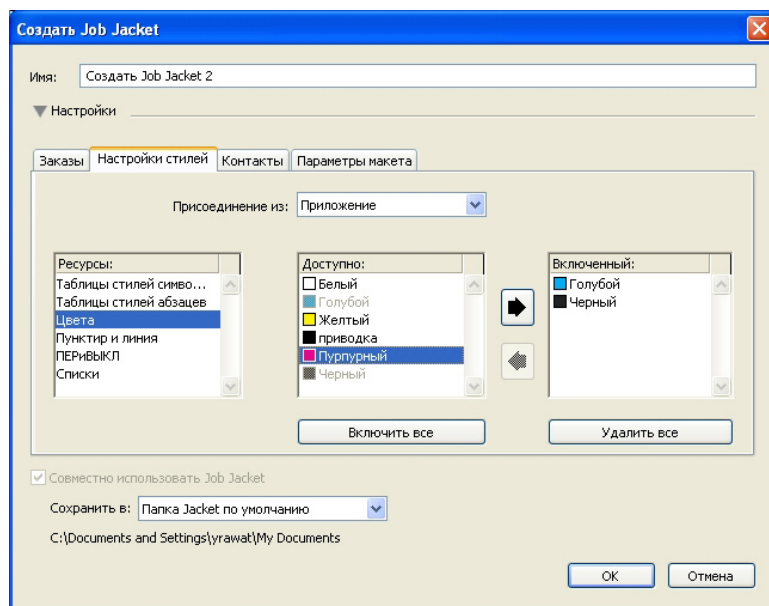 Создать Job Jacket
Имя: Создать Job Jacket 2
Настройки
Заказы Настройки стилей Контакты Параметры макета
Присоединение из: Приложение
Ресурсы:
Таблицы стилей симво...
Таблицы стилей абзацев
Цвета
Пунктир и линия
ПЕРиВЫКЛ
Списки
Доступно:
Белый
Голубой
Желтый
приводка
Пурпурный
Черный
Включить все
Включенный:
Голубой
Черный
Удалить все
Совместно использовать Job Jacket
Сохранить в: Папка Jacket по умолчанию
C:\Documents and Settings\yrawat\My Documents
OK Отмена